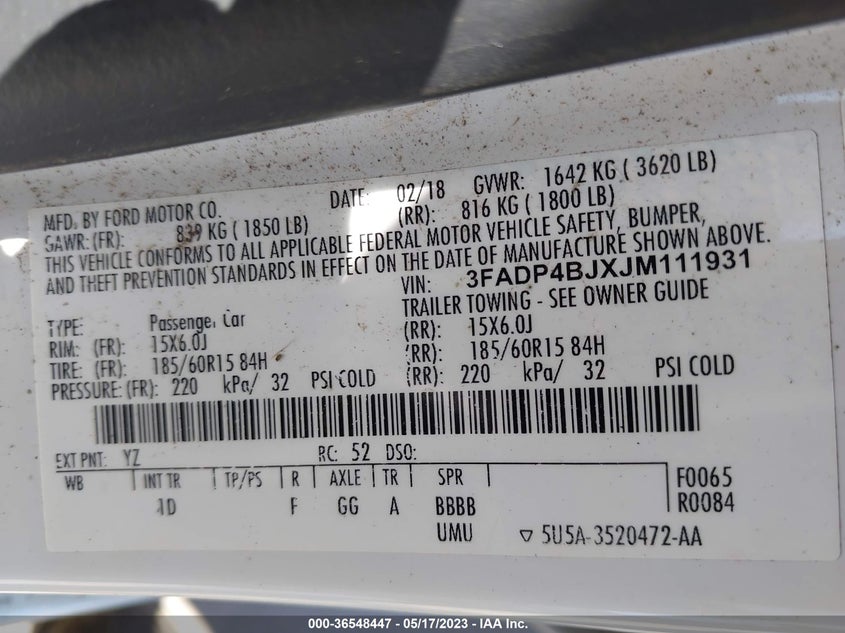 MFD. BY FORD MOTOR CO. DATE: 02/18 GVWR: 1642 KG ( 3620 LB)
GAWR: (FR): 839 KG ( 1850 LB) (RR): 816 KG ( 1800 LB)
THIS VEHICLE CONFORMS TO ALL APPLICABLE FEDERAL MOTOR VEHICLE SAFETY, BUMPER,
AND THEFT PREVENTION STANDARDS IN EFFECT ON THE DATE OF MANUFACTURE SHOWN ABOVE.
VIN: 3FADP4BJXJM111931
TYPE: Passenger Car TRAILER TOWING - SEE OWNER GUIDE
RIM: (FR): 15X6.0J (RR): 15X6.0J
TIRE: (FR): 185/60R15 84H (RR): 185/60R15 84H
PRESSURE: (FR): 220 kPa/ 32 PSI COLD (RR): 220 kPa/ 32 PSI COLD
EXT PNT: YZ RC: 52 DSO:
WB INT TR TP/PS R AXLE TR SPR F0065
1D F GG A BBBB R0084
UMU ▽ 5U5A-3520472-AA
000-36548447 - 05/17/2023 - IAA Inc.